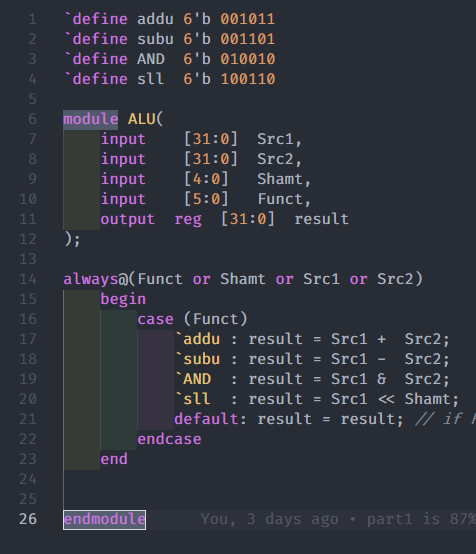 1 `define addu 6'b 001011
2 `define subu 6'b 001101
3 `define AND  6'b 010010
4 `define sll  6'b 100110
5
6 module ALU(
7     input    [31:0]  Src1,
8     input    [31:0]  Src2,
9     input    [4:0]   Shamt,
10     input    [5:0]   Funct,
11     output  reg  [31:0]  result
12 );
13
14 always@(Funct or Shamt or Src1 or Src2)
15     begin
16         case (Funct)
17             `addu : result = Src1 +  Src2;
18             `subu : result = Src1 -  Src2;
19             `AND  : result = Src1 &  Src2;
20             `sll  : result = Src1 << Shamt;
21             default: result = result; // if
22         endcase
23     end
24
25
26 endmodule You, 3 days ago • part1 is 87%